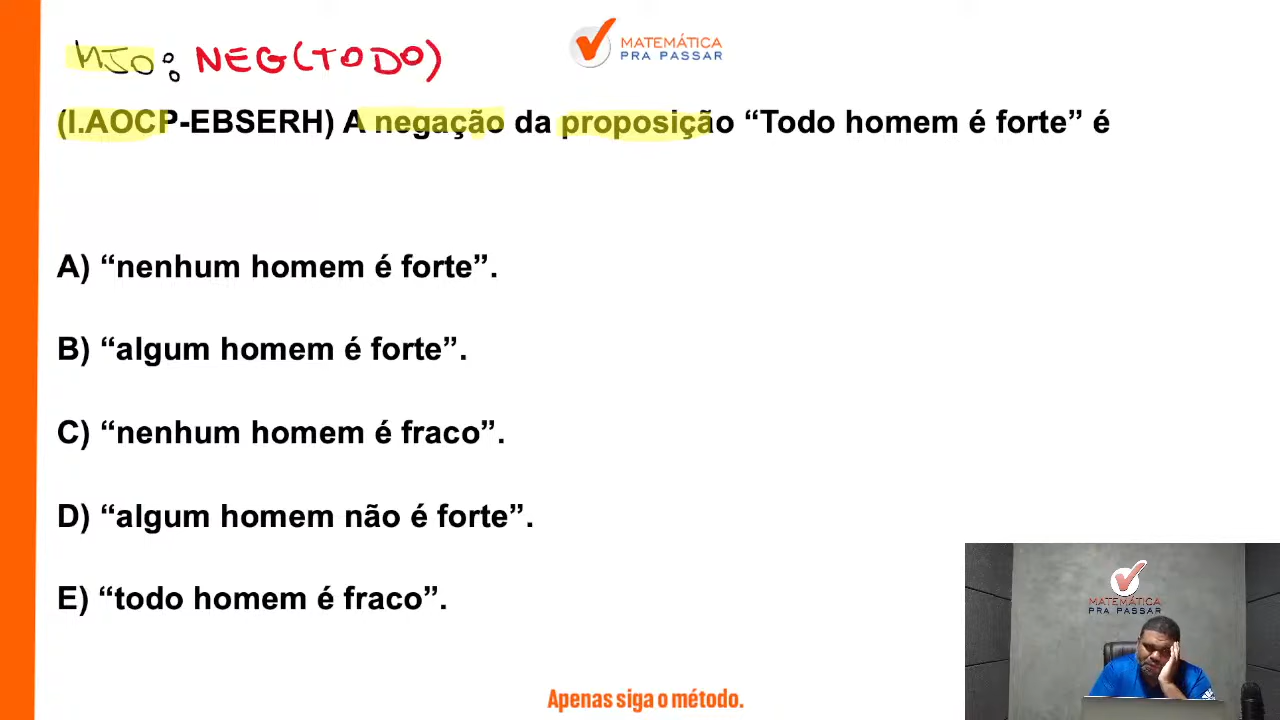 MJO: NEG(TODO)
MATEMÁTICA
PRA PASSAR
(I.AOCP-EBSERH) A negação da proposição “Todo homem é forte” é
A) “nenhum homem é forte”.
B) “algum homem é forte”.
C) “nenhum homem é fraco”.
D) “algum homem não é forte”.
E) “todo homem é fraco”.
MATEMÁTICA
PRA PASSAR
Apenas siga o método.